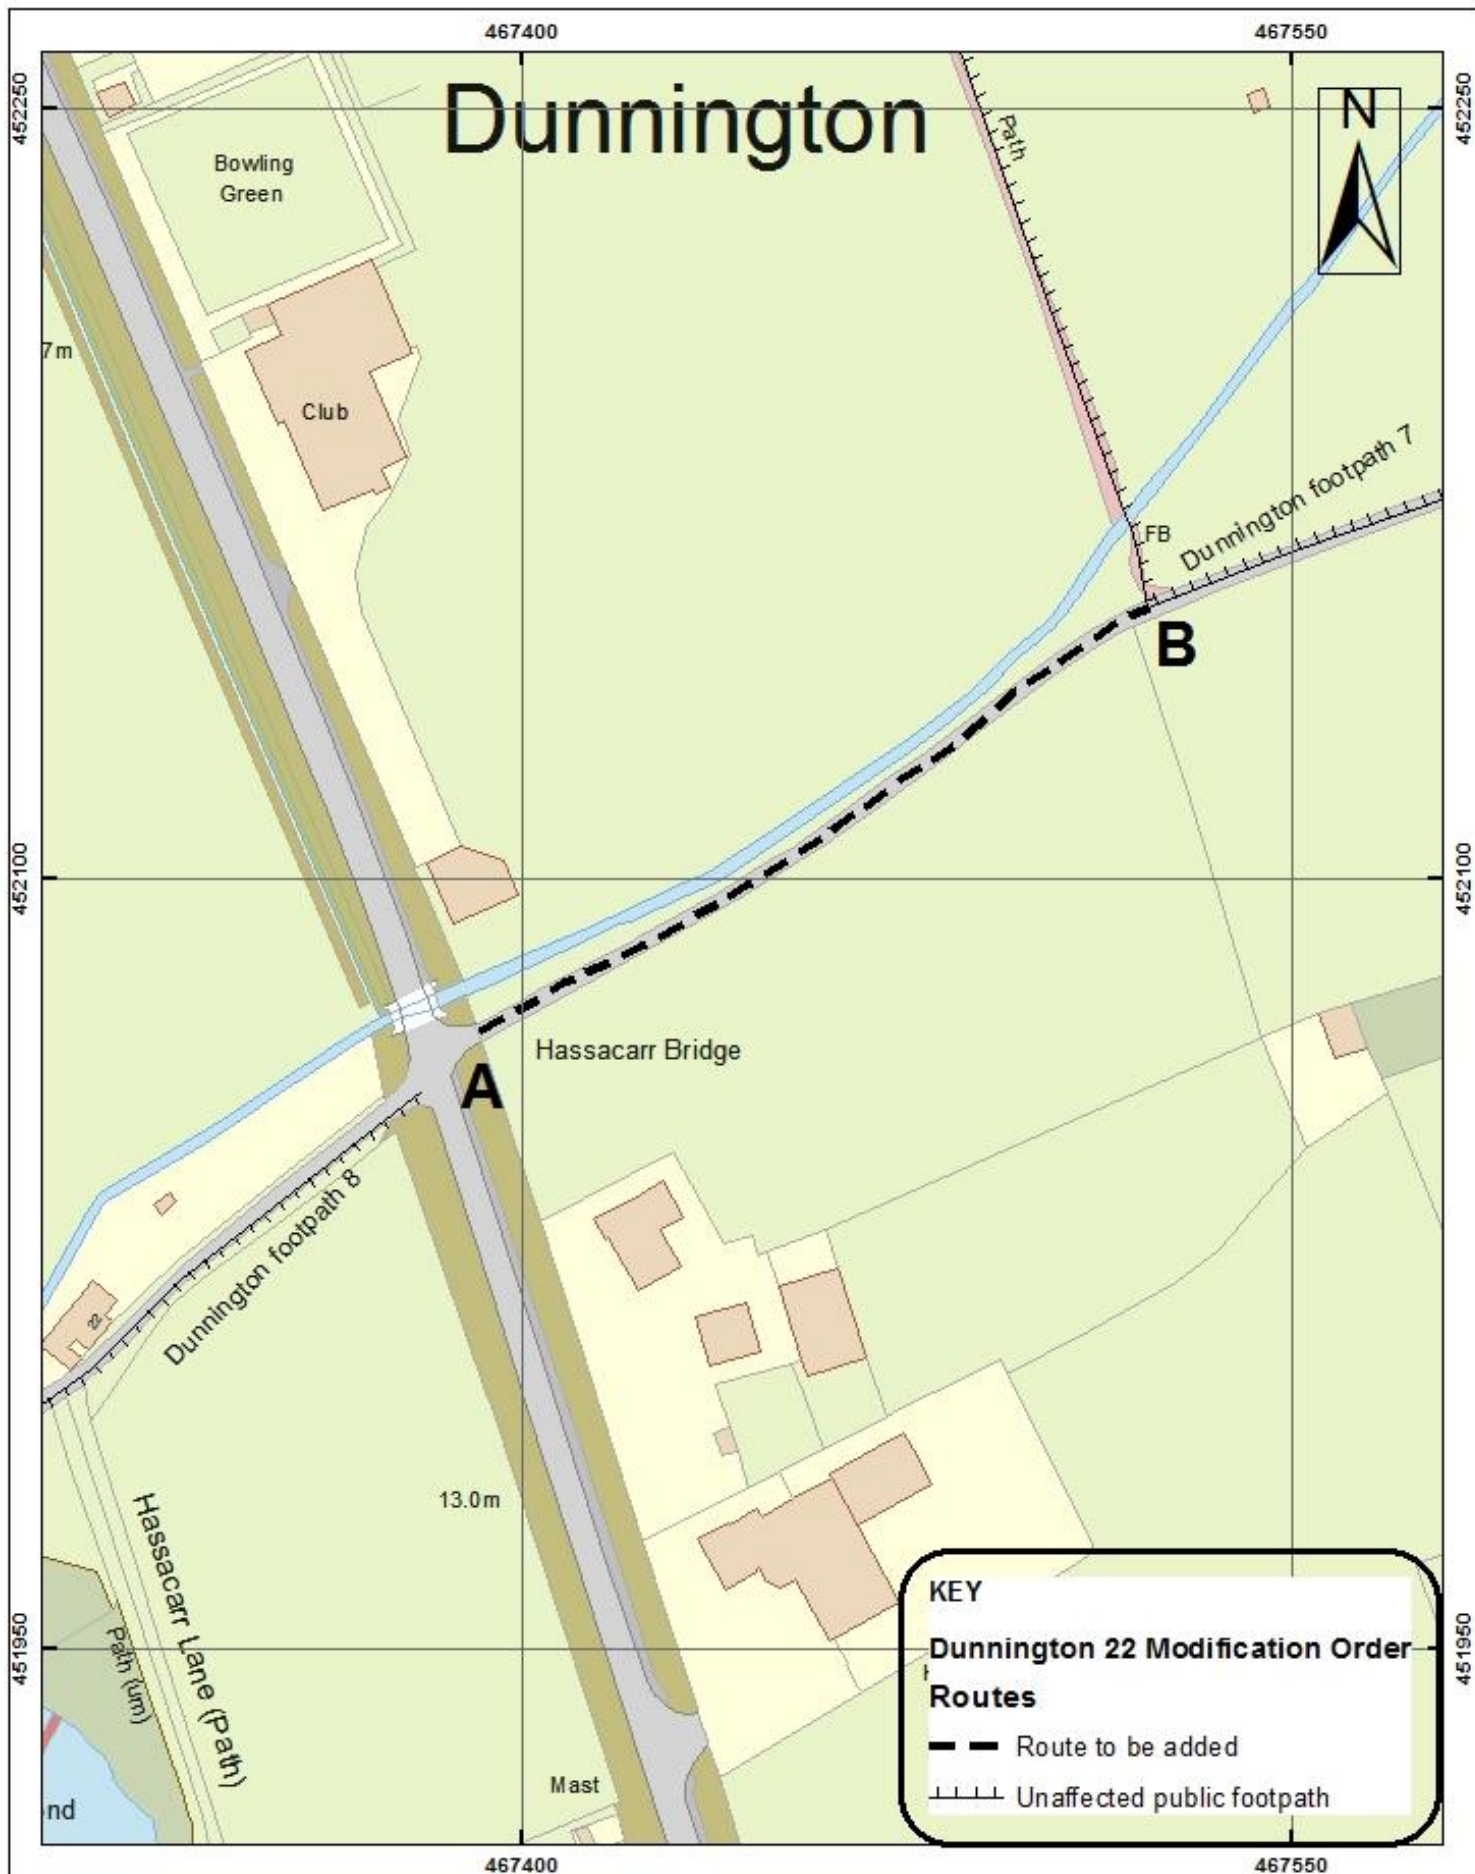 467400
467550
452250
Dunnington
N
452250
Path
Bowling
Green
7m
Club
Dunnington footpath 7
FB
B
452100
452100
Hassacarr Bridge
A
Dunnington footpath 8
22
13.0m
Hassacarr Lane (Path)
Path (um)
KEY
Dunnington 22 Modification Order
Routes
Route to be added
Unaffected public footpath
451950
451950
Mast
nd
467400
467550